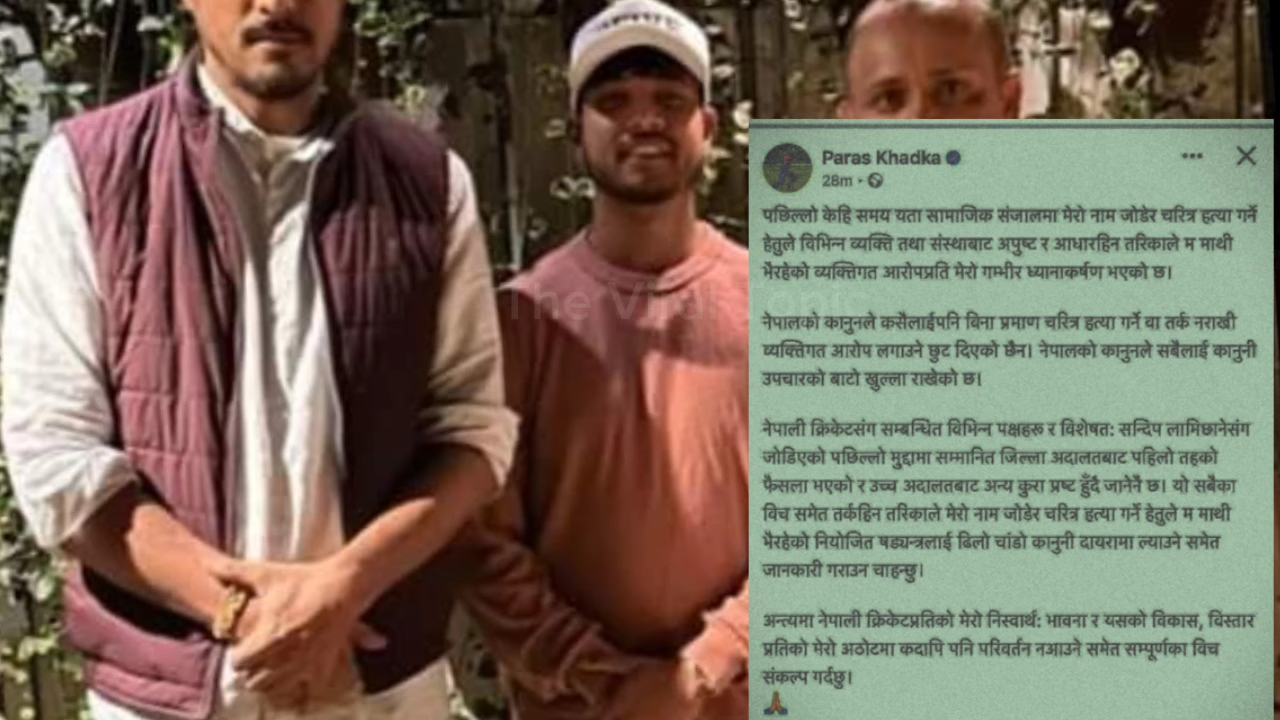 The Viral Topic
Paras Khadka
28m
पछिल्लो केहि समय यता सामाजिक संजालमा मेरो नाम जोडेर चरित्र हत्या गर्ने
हेतुले विभिन्न व्यक्ति तथा संस्थाबाट अपुष्ट र आधारहिन तरिकाले म माथी
भैरहेको व्यक्तिगत आरोपप्रति मेरो गम्भीर ध्यानाकर्षण भएको छ।
नेपालको कानुनले कसैलाईपनि बिना प्रमाण चरित्र हत्या गर्ने वा तर्क नराखी
व्यक्तिगत आरोप लगाउने छुट दिएको छैन। नेपालको कानुनले सबैलाई कानुनी
उपचारको बाटो खुल्ला राखेको छ।
नेपाली क्रिकेटसंग सम्बन्धित विभिन्न पक्षहरू र विशेषत: सन्दिप लामिछानेसंग
जोडिएको पछिल्लो मुद्दामा सम्मानित जिल्ला अदालतबाट पहिलो तहको
फैसला भएको र उच्च अदालतबाट अन्य कुरा प्रष्ट हुँदै जानेनै छ। यो सबैका
विच समेत तर्कहिन तरिकाले मेरो नाम जोडेर चरित्र हत्या गर्ने हेतुले म माथी
भैरहेको नियोजित षड्यन्त्रलाई ढिलो चांडो कानुनी दायरामा ल्याउने समेत
जानकारी गराउन चाहन्छु।
अन्त्यमा नेपाली क्रिकेटप्रतिको मेरो निस्वार्थ: भावना र यसको विकास, विस्तार
प्रतिको मेरो अठोटमा कदापि पनि परिवर्तन नआउने समेत सम्पूर्णका विच
संकल्प गर्दछु।